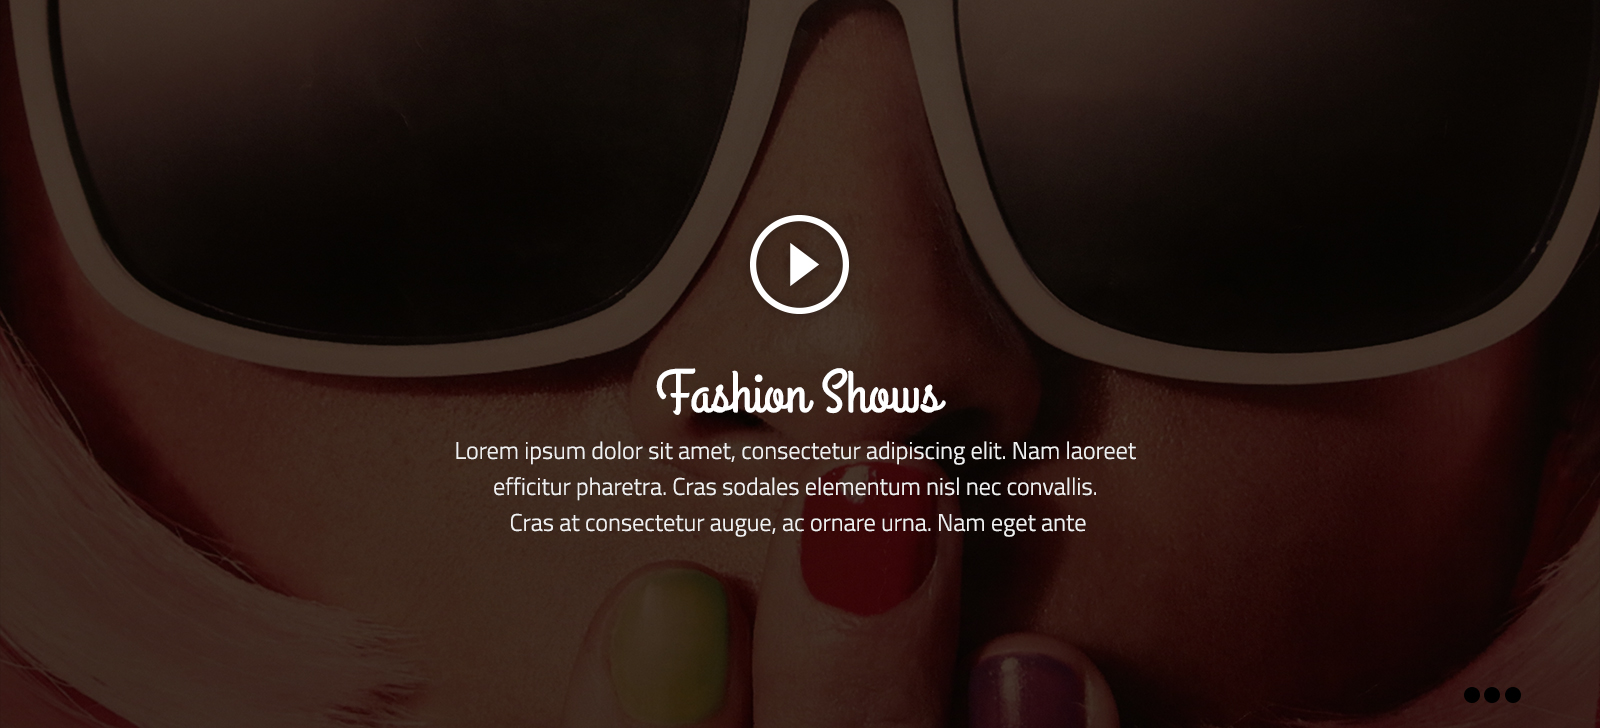 Fashion Shows
Lorem ipsum dolor sit amet, consectetur adipiscing elit. Nam laoreet
efficitur pharetra. Cras sodales elementum nisl nec convallis.
Cras at consectetur augue, ac ornare urna. Nam eget ante